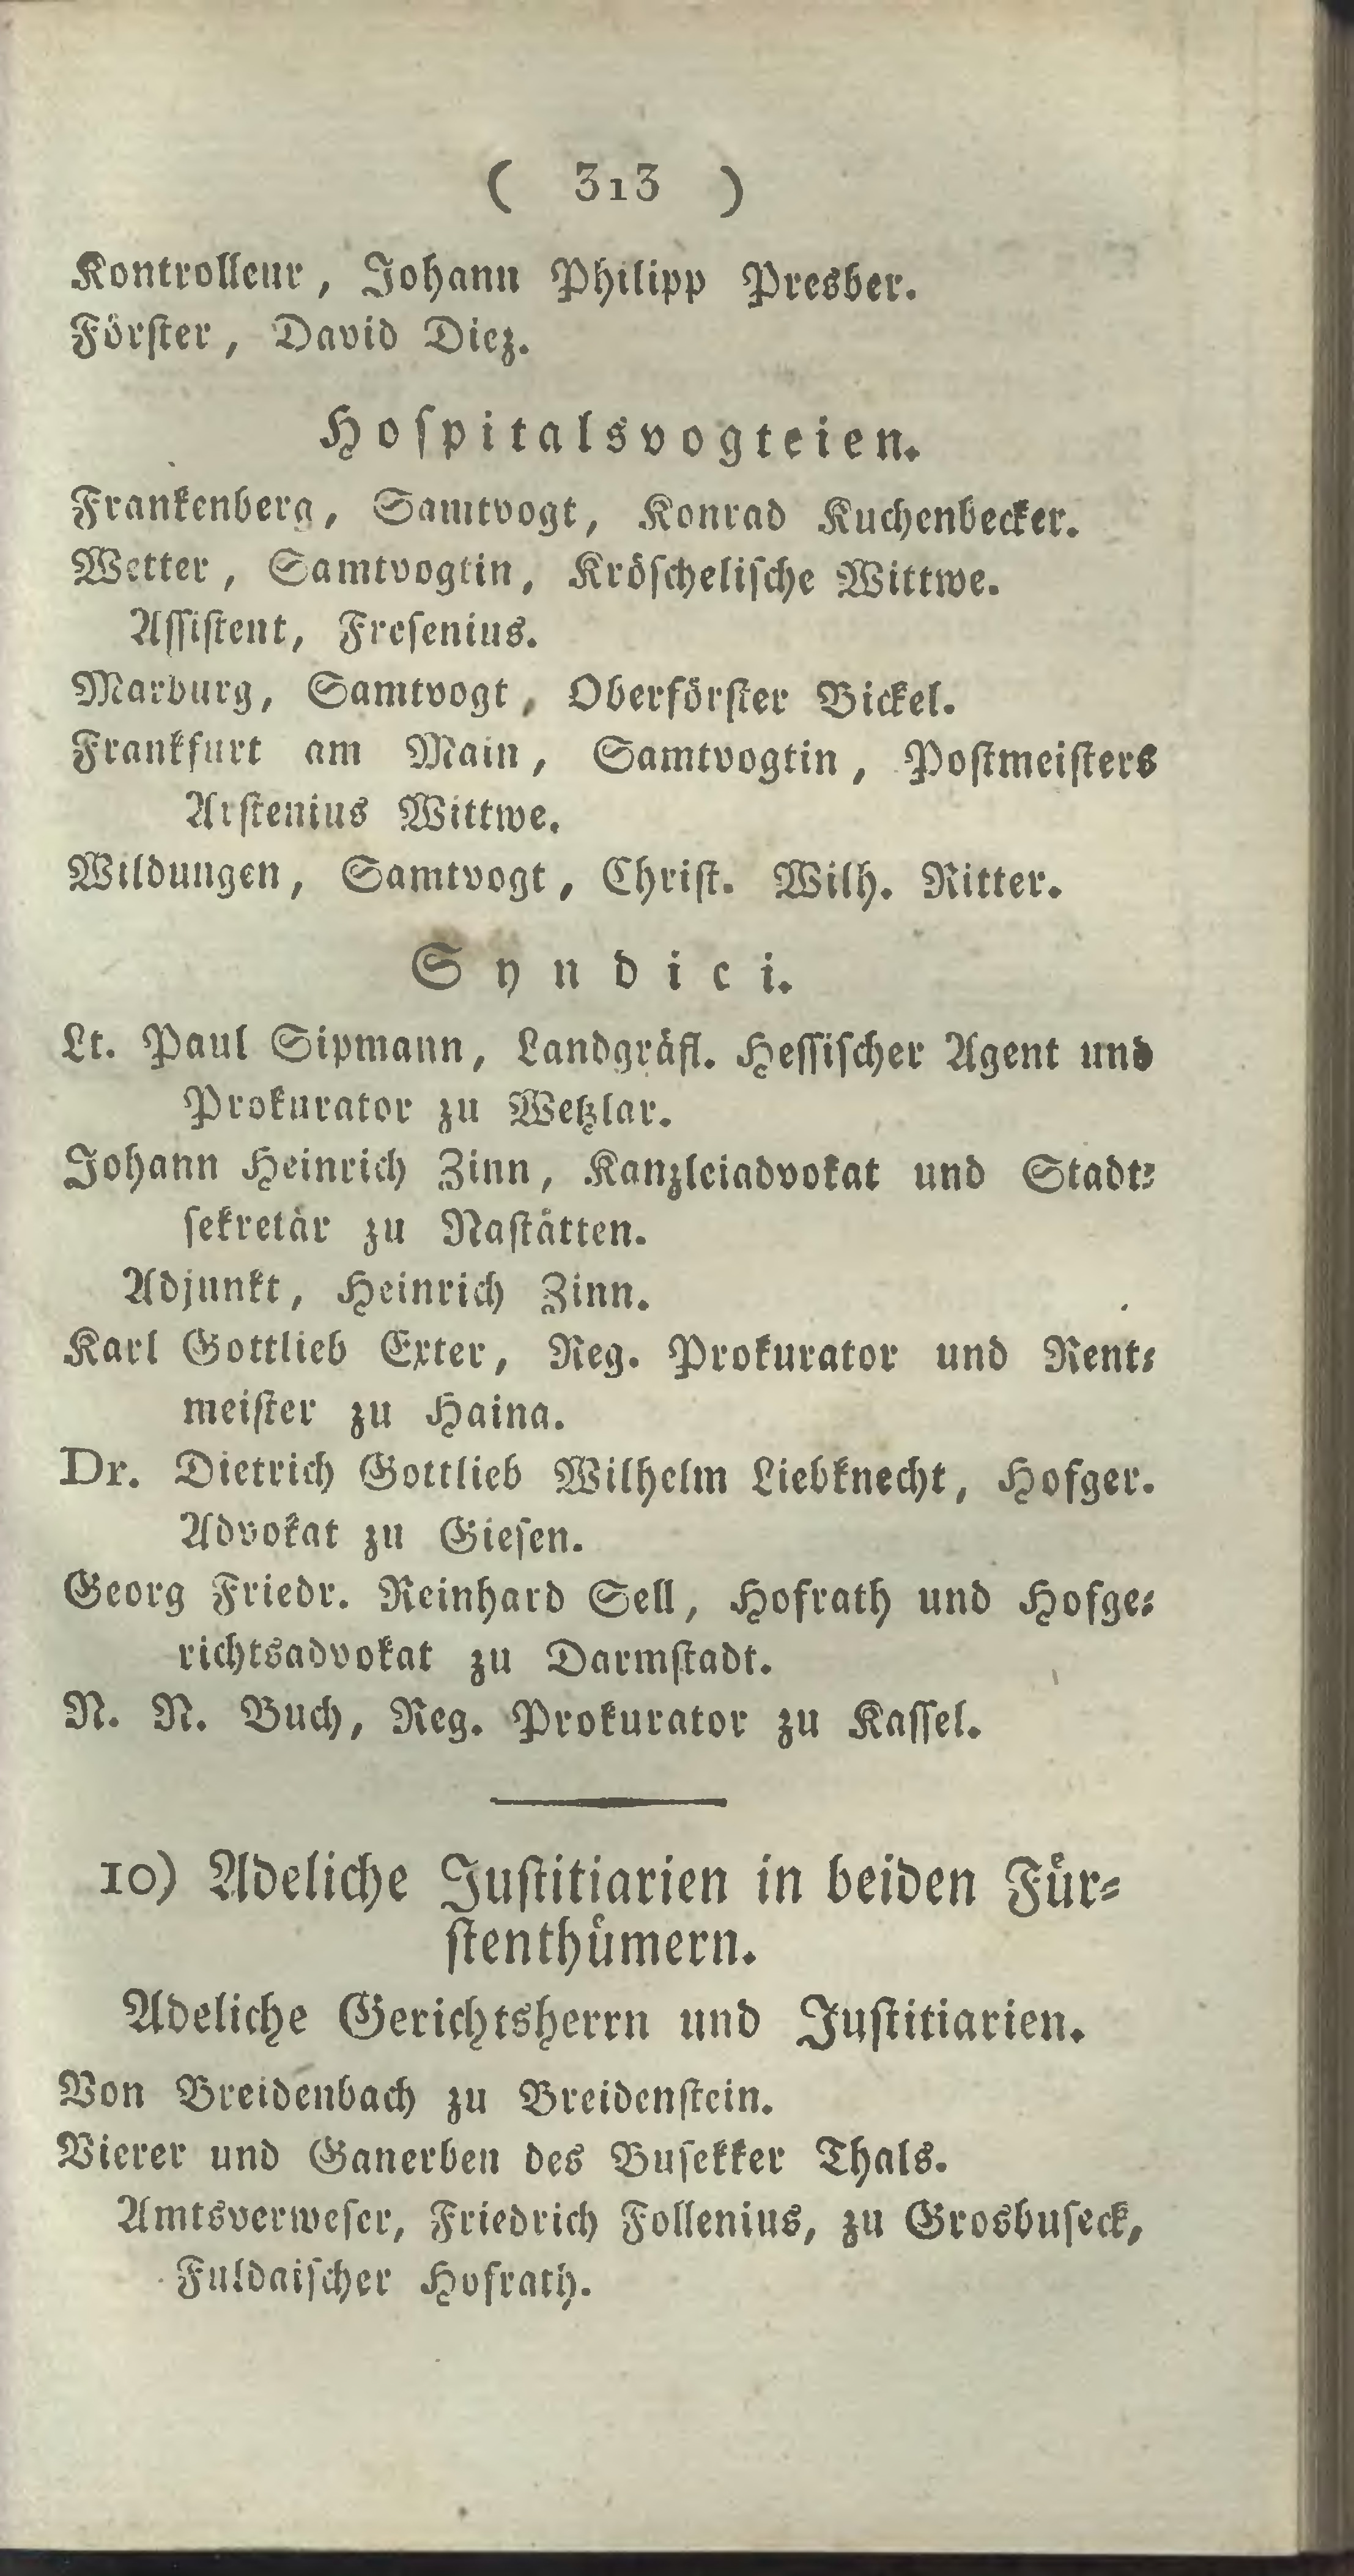 ( 313 )
Kontrolleur, Johann Philipp Presber.
Förster, David Diez.
Hospitalsvogteien.
Frankenberg, Samtvogt, Konrad Kuchenbecker.
Wetter, Samtvogtin, Kröschelische Wittwe.
Assistent, Fresenius.
Marburg, Samtvogt, Oberförster Bickel.
Frankfurt am Main, Samtvogtin, Postmeisters
Arstenius Wittwe.
Wildungen, Samtvogt, Christ. Wilh. Ritter.
Syndici.
Lt. Paul Sipmann, Landgräfl. Hessischer Agent und
Prokurator zu Wetzlar.
Johann Heinrich Zinn, Kanzleiadvokat und Stadt-
sekretär zu Nastätten.
Adjunkt, Heinrich Zinn.
Karl Gottlieb Exter, Reg. Prokurator und Rent-
meister zu Haina.
Dr. Dietrich Gottlieb Wilhelm Liebknecht, Hofger.
Advokat zu Giesen.
Georg Friedr. Reinhard Sell, Hofrath und Hofge-
richtsadvokat zu Darmstadt.
N. N. Buch, Reg. Prokurator zu Kassel.
10) Adeliche Justitiarien in beiden Für-
stenthümern.
Adeliche Gerichtsherrn und Justitiarien.
Von Breidenbach zu Breidenstein.
Vierer und Ganerben des Busekker Thals.
Amtsverweser, Friedrich Follenius, zu Grosbuseck,
Fuldaischer Hofrath.